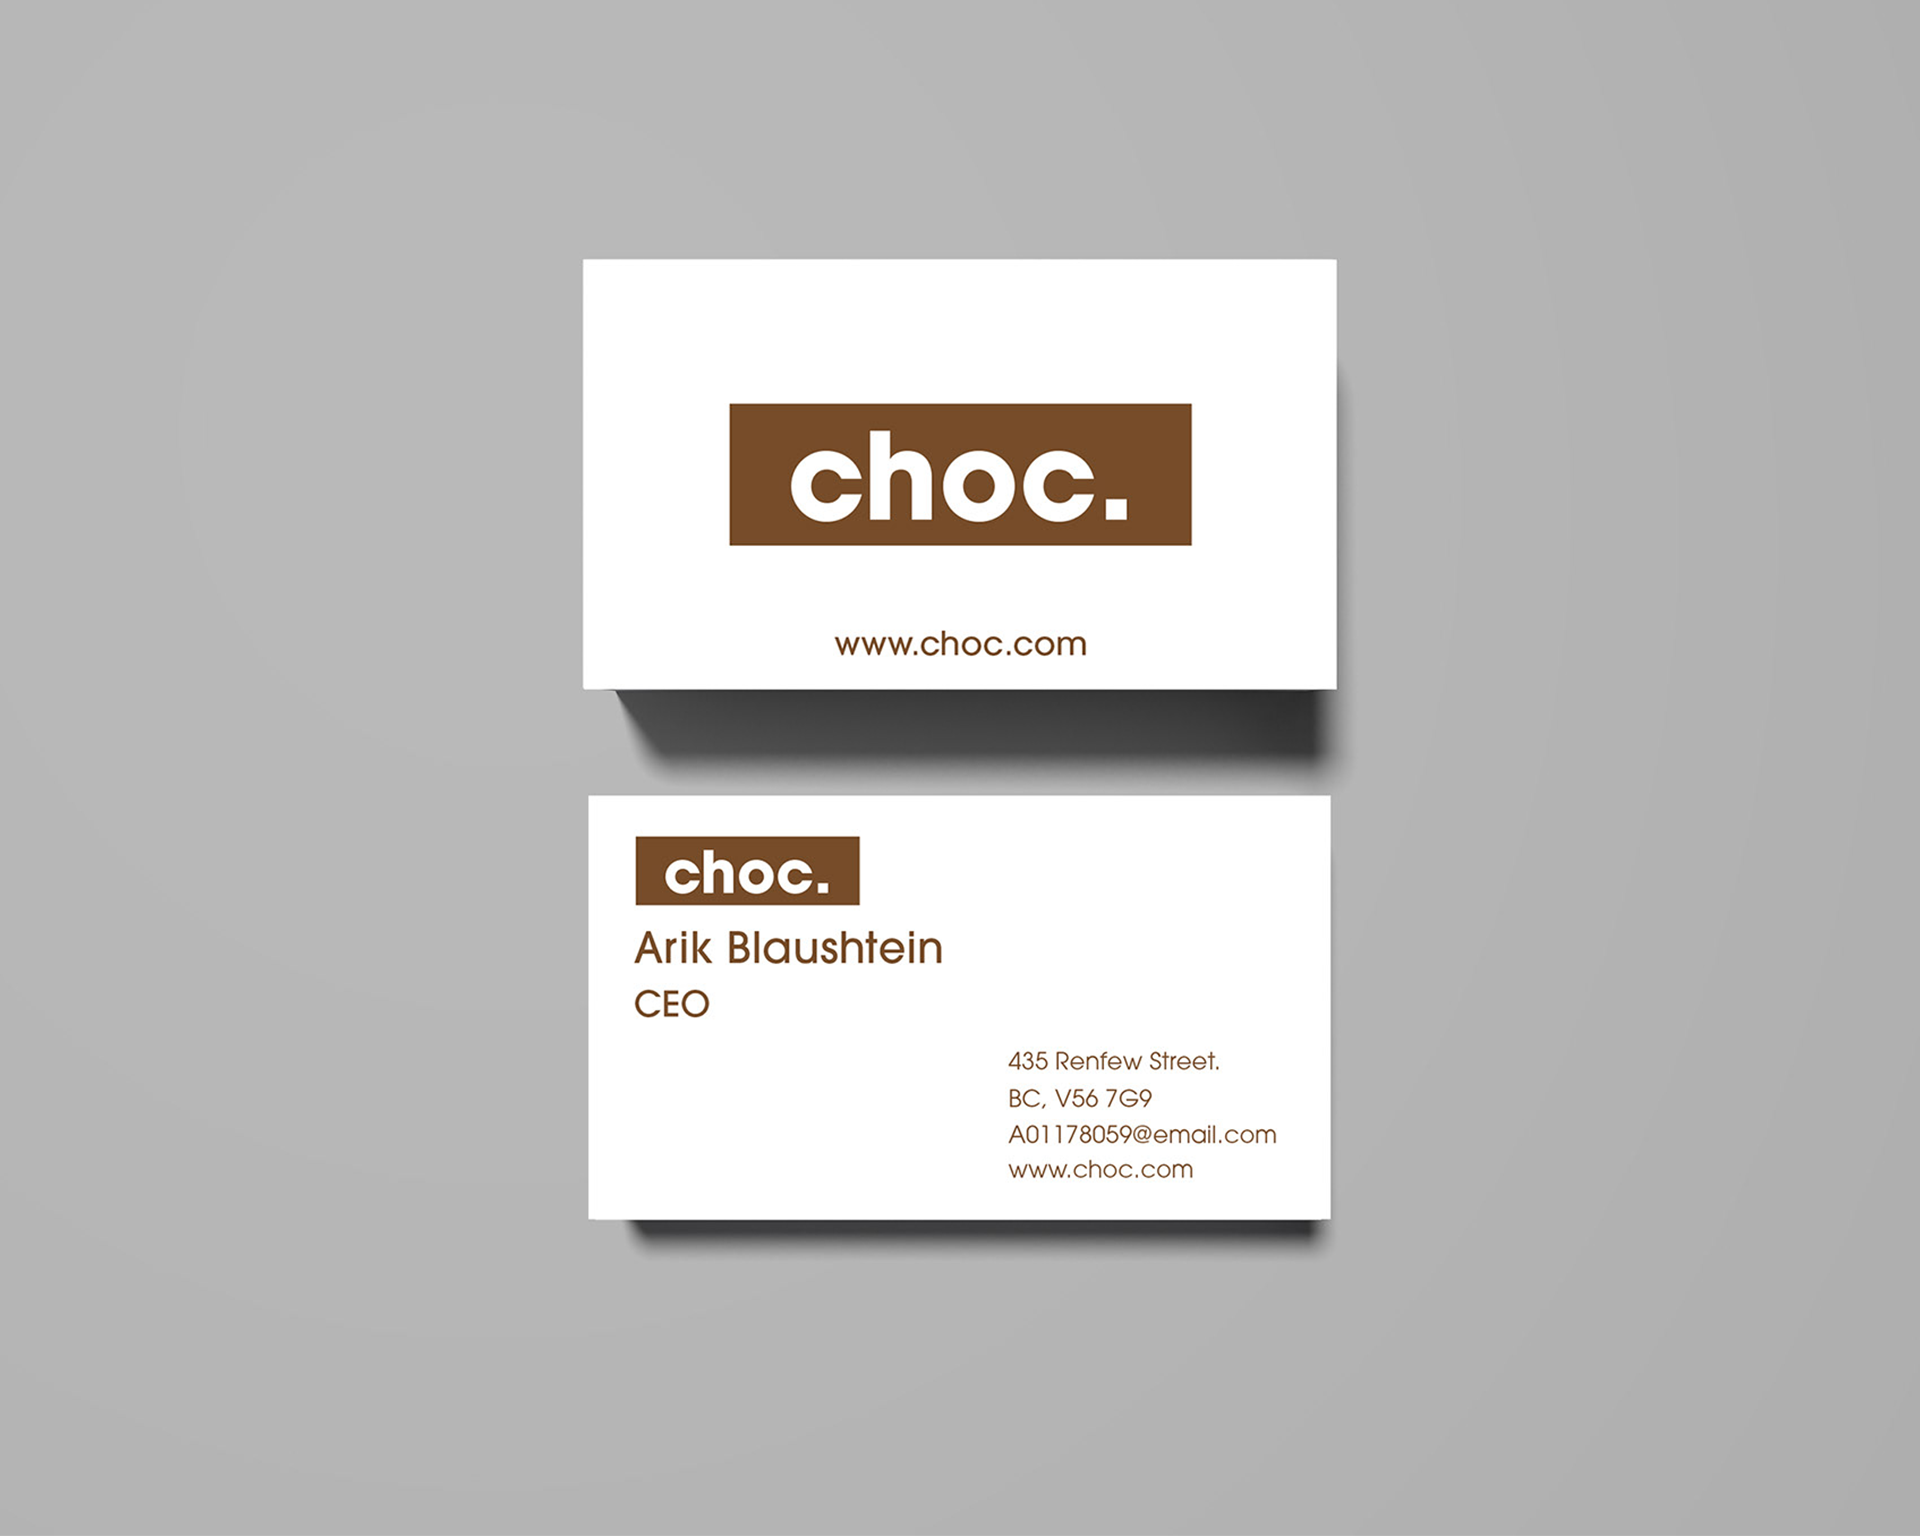 choc.
www.choc.com
choc.
Arik Blaushtein
CEO
435 Renfew Street.
BC, V56 7G9
A01178059@email.com
www.choc.com